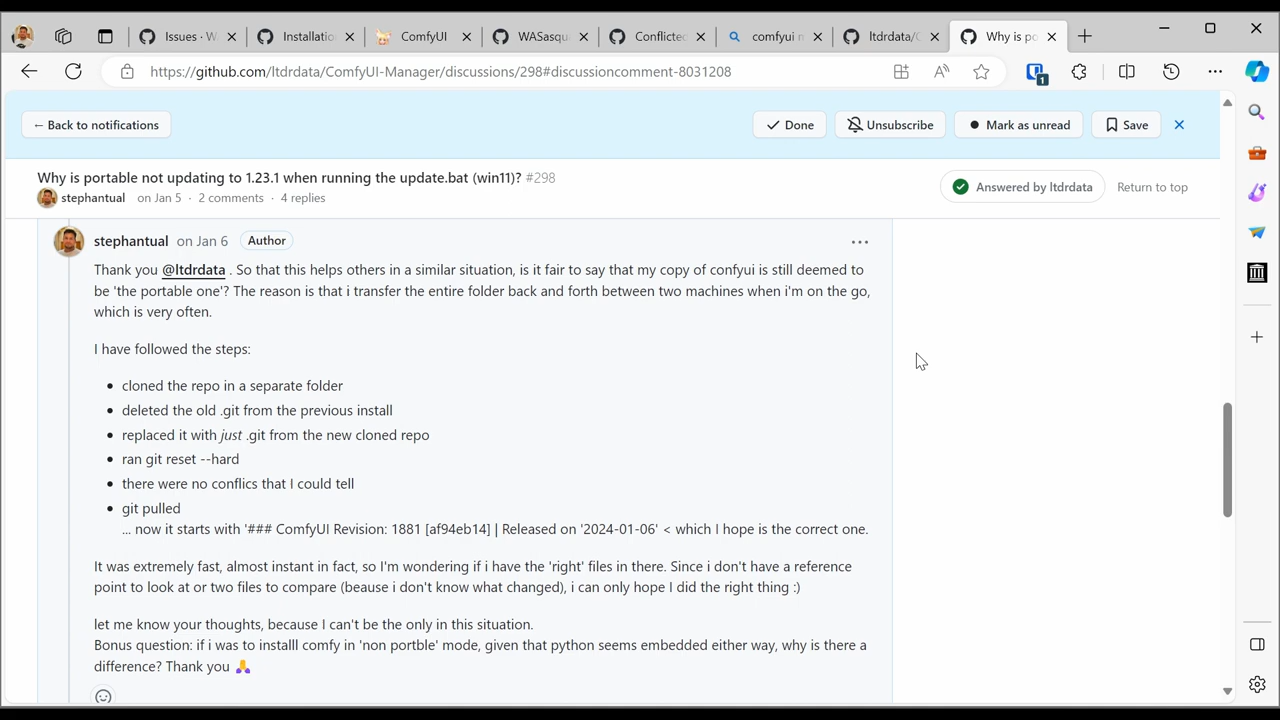 Issues · W
Installatio
ComfyUI
WASasqu
Conflicted
comfyui m
ltdrdata/C
Why is po
https://github.com/ltdrdata/ComfyUI-Manager/discussions/298#discussioncomment-8031208
1
← Back to notifications
Done
Unsubscribe
Mark as unread
Save
Why is portable not updating to 1.23.1 when running the update.bat (win11)? #298
stephantual on Jan 5 · 2 comments · 4 replies
Answered by ltdrdata
Return to top
stephantual on Jan 6 Author
Thank you @ltdrdata . So that this helps others in a similar situation, is it fair to say that my copy of confyui is still deemed to
be 'the portable one'? The reason is that i transfer the entire folder back and forth between two machines when i'm on the go,
which is very often.
I have followed the steps:
• cloned the repo in a separate folder
• deleted the old .git from the previous install
• replaced it with just .git from the new cloned repo
• ran git reset --hard
• there were no conflics that I could tell
• git pulled
... now it starts with '### ComfyUI Revision: 1881 [af94eb14] | Released on '2024-01-06' < which I hope is the correct one.
It was extremely fast, almost instant in fact, so I'm wondering if i have the 'right' files in there. Since i don't have a reference
point to look at or two files to compare (beause i don't know what changed), i can only hope I did the right thing :)
let me know your thoughts, because I can't be the only in this situation.
Bonus question: if i was to installl comfy in 'non portble' mode, given that python seems embedded either way, why is there a
difference? Thank you 🙏